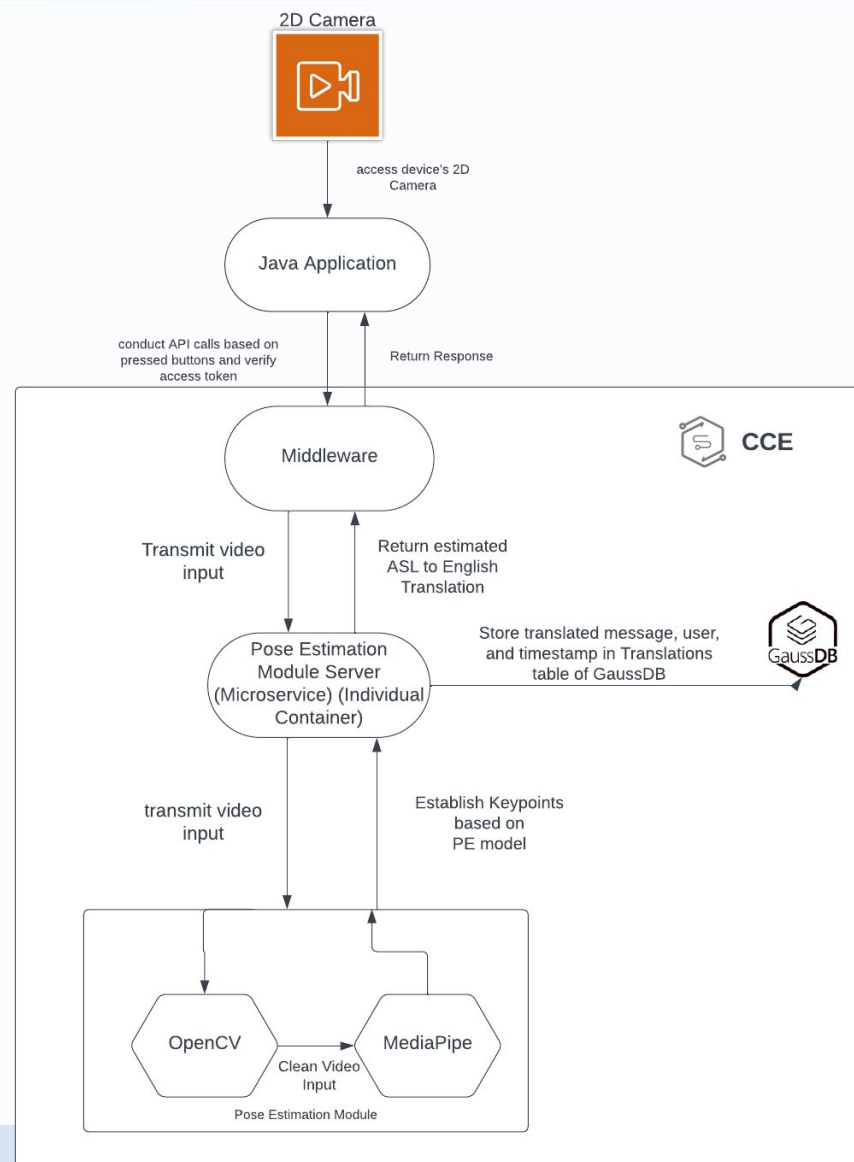 2D Camera
access device's 2D
Camera
Java Application
conduct API calls based on
pressed buttons and verify
access token
Return Response
Middleware
CCE
Transmit video
input
Return estimated
ASL to English
Translation
Pose Estimation
Module Server
(Microservice) (Individual
Container)
Store translated message, user,
and timestamp in Translations
table of GaussDB
GaussDB
transmit video
input
Establish Keypoints
based on
PE model
OpenCV
MediaPipe
Clean Video
Input
Pose Estimation Module